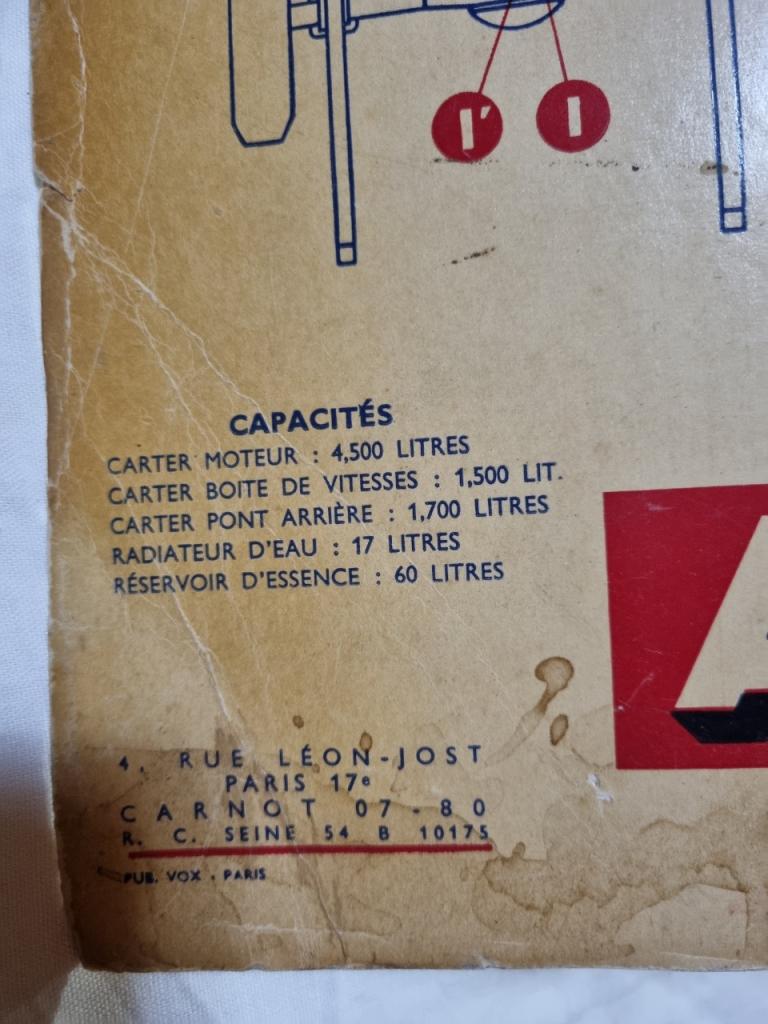 I' I
CAPACITÉS
CARTER MOTEUR : 4,500 LITRES
CARTER BOITE DE VITESSES : 1,500 LIT.
CARTER PONT ARRIÈRE : 1,700 LITRES
RADIATEUR D'EAU : 17 LITRES
RÉSERVOIR D'ESSENCE : 60 LITRES
A
4, RUE LÉON-JOST
PARIS 17e
CARNOT 07-80
R. C. SEINE 54 B 10175
PUB. VOX . PARIS